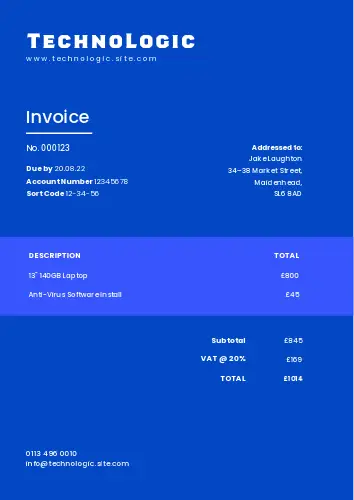 TECHNOLOGIC
www.technologic.site.com
Invoice
No. 000123
Due by 20.08.22
Account Number 12345678
Sort Code 12-34-56
Addressed to:
Jake Laughton
34-38 Market Street,
Maidenhead,
SL6 8AD
DESCRIPTION TOTAL
13" 140GB Laptop £800
Anti-Virus Software Install £45
Subtotal £845
VAT @ 20% £169
TOTAL £1014
0113 496 0010
info@technologic.site.com